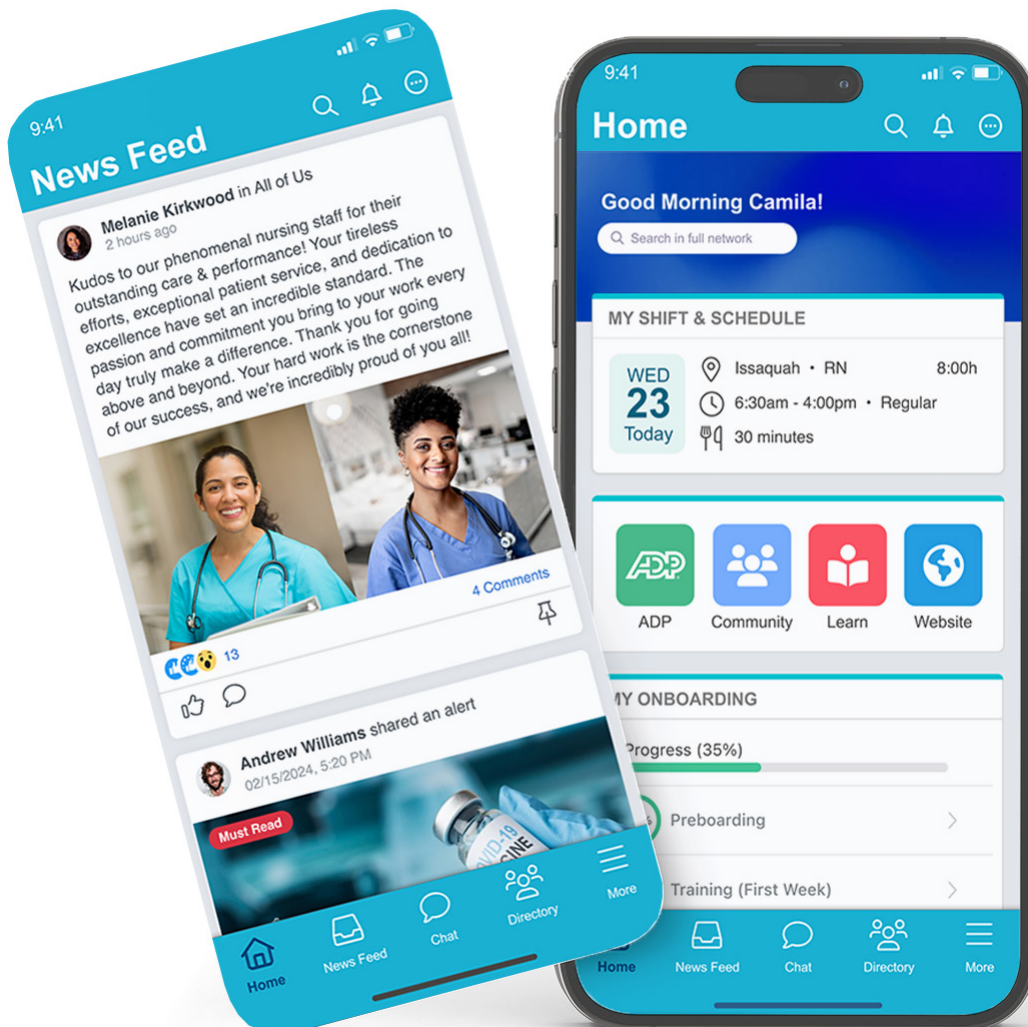 9:41
News Feed
Melanie Kirkwood in All of Us
2 hours ago
Kudos to our phenomenal nursing staff for their
outstanding care & performance! Your tireless
efforts, exceptional patient service, and dedication to
excellence have set an incredible standard. The
passion and commitment you bring to your work every
day truly make a difference. Thank you for going
above and beyond. Your hard work is the cornerstone
of our success, and we're incredibly proud of you all!
4 Comments
13
Andrew Williams shared an alert
02/15/2024, 5:20 PM
Must Read
COVID-19
Home
News Feed
Chat
Directory
More
9:41
Home
Good Morning Camila!
Search in full network
MY SHIFT & SCHEDULE
WED
23
Today
Issaquah • RN 8:00h
6:30am - 4:00pm • Regular
30 minutes
ADP
ADP
Community
Learn
Website
MY ONBOARDING
Progress (35%)
Preboarding
Training (First Week)
Home
News Feed
Chat
Directory
More